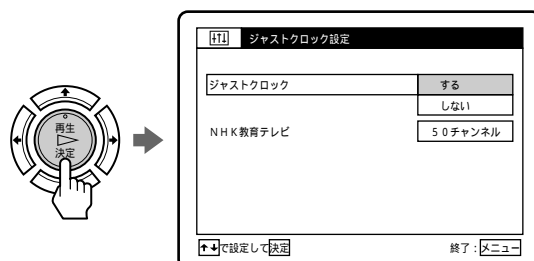 ジャストクロック設定
ジャストクロック
する
しない
NHK教育テレビ
50チャンネル
再生
決定
で設定して決定
終了：メニュー